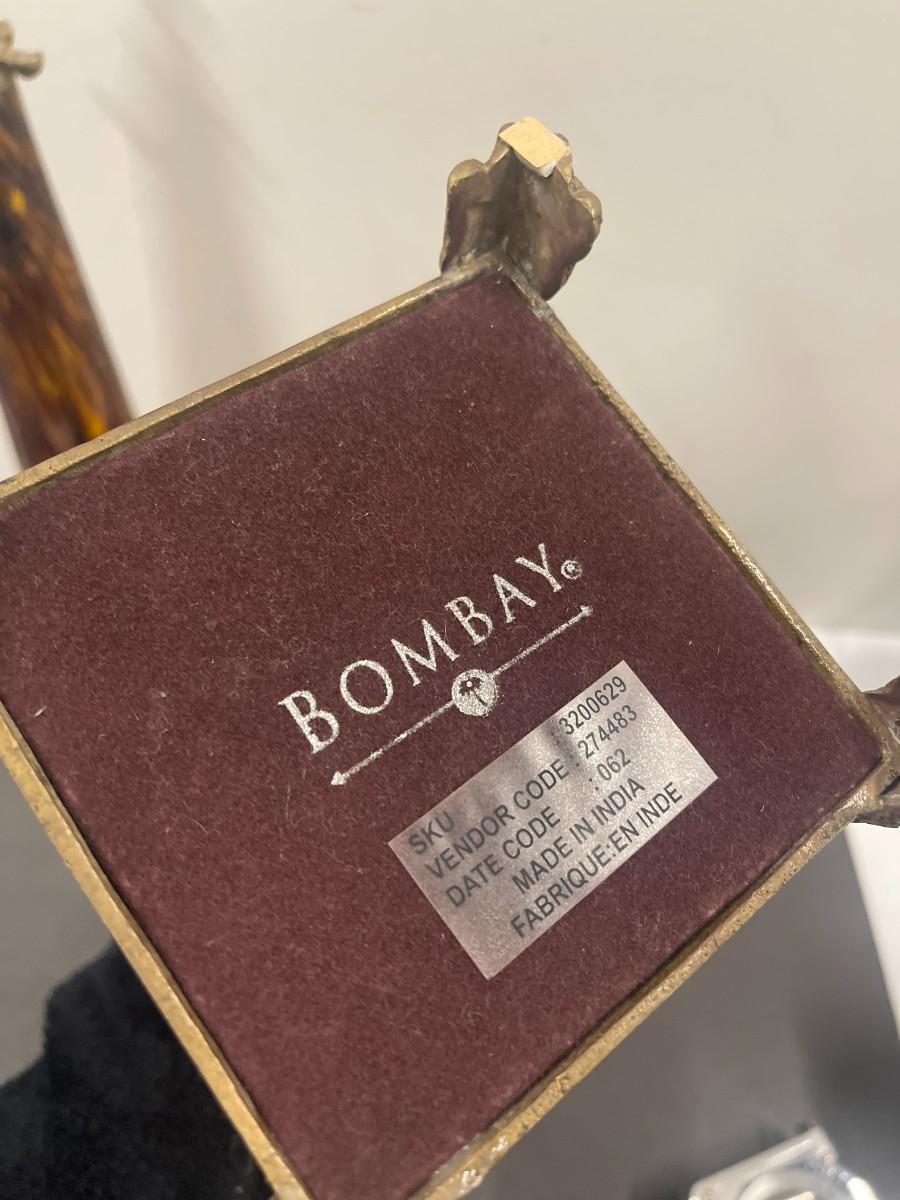 BOMBAY®
SKU : 3200629
VENDOR CODE : 274483
DATE CODE : 062
MADE IN INDIA
FABRIQUE:EN INDE